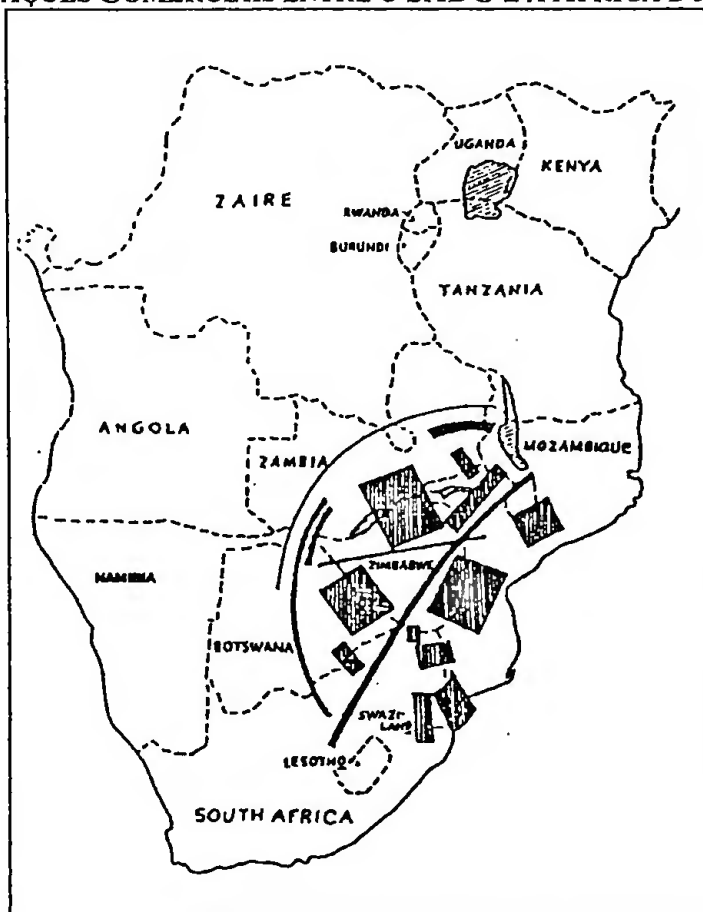 UGANDA
KENYA
ZAIRE
RWANDA
BURUNDI
TANZANIA
ANGOLA
ZAMBIA
MOZAMBIQUE
ZIMBABWE
NAMIBIA
BOTSWANA
SWAZI-
LAND
LESOTHO
SOUTH AFRICA